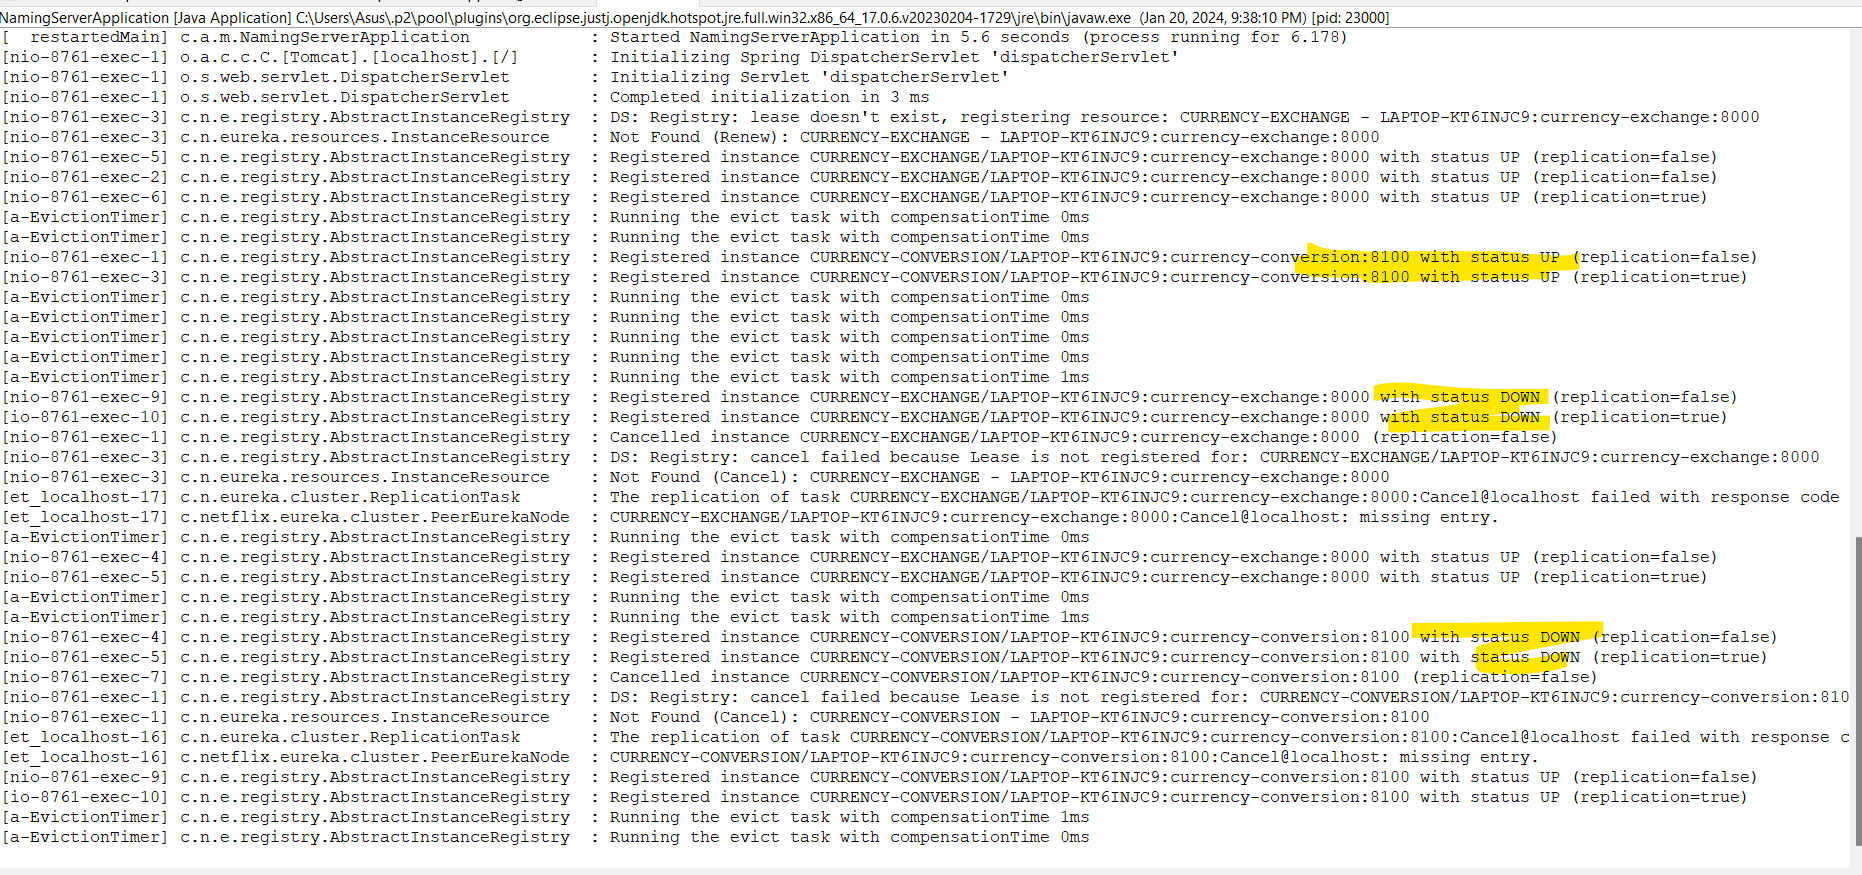 NamingServerApplication [Java Application] C:\Users\Asus\.p2\pool\plugins\org.eclipse.justj.openjdk.hotspot.jre.full.win32.x86_64_17.0.6.v20230204-1729\jre\bin\javaw.exe (Jan 20, 2024, 9:38:10 PM) [pid: 23000]
[  restartedMain] c.a.m.NamingServerApplication            : Started NamingServerApplication in 5.6 seconds (process running for 6.178)
[nio-8761-exec-1] o.a.c.c.C.[Tomcat].[localhost].[/]       : Initializing Spring DispatcherServlet 'dispatcherServlet'
[nio-8761-exec-1] o.s.web.servlet.DispatcherServlet        : Initializing Servlet 'dispatcherServlet'
[nio-8761-exec-1] o.s.web.servlet.DispatcherServlet        : Completed initialization in 3 ms
[nio-8761-exec-3] c.n.e.registry.AbstractInstanceRegistry  : DS: Registry: lease doesn't exist, registering resource: CURRENCY-EXCHANGE - LAPTOP-KT6INJC9:currency-exchange:8000
[nio-8761-exec-3] c.n.eureka.resources.InstanceResource    : Not Found (Renew): CURRENCY-EXCHANGE - LAPTOP-KT6INJC9:currency-exchange:8000
[nio-8761-exec-5] c.n.e.registry.AbstractInstanceRegistry  : Registered instance CURRENCY-EXCHANGE/LAPTOP-KT6INJC9:currency-exchange:8000 with status UP (replication=false)
[nio-8761-exec-2] c.n.e.registry.AbstractInstanceRegistry  : Registered instance CURRENCY-EXCHANGE/LAPTOP-KT6INJC9:currency-exchange:8000 with status UP (replication=false)
[nio-8761-exec-6] c.n.e.registry.AbstractInstanceRegistry  : Registered instance CURRENCY-EXCHANGE/LAPTOP-KT6INJC9:currency-exchange:8000 with status UP (replication=true)
[a-EvictionTimer] c.n.e.registry.AbstractInstanceRegistry  : Running the evict task with compensationTime 0ms
[a-EvictionTimer] c.n.e.registry.AbstractInstanceRegistry  : Running the evict task with compensationTime 0ms
[nio-8761-exec-1] c.n.e.registry.AbstractInstanceRegistry  : Registered instance CURRENCY-CONVERSION/LAPTOP-KT6INJC9:currency-conversion:8100 with status UP (replication=false)
[nio-8761-exec-3] c.n.e.registry.AbstractInstanceRegistry  : Registered instance CURRENCY-CONVERSION/LAPTOP-KT6INJC9:currency-conversion:8100 with status UP (replication=true)
[a-EvictionTimer] c.n.e.registry.AbstractInstanceRegistry  : Running the evict task with compensationTime 0ms
[a-EvictionTimer] c.n.e.registry.AbstractInstanceRegistry  : Running the evict task with compensationTime 0ms
[a-EvictionTimer] c.n.e.registry.AbstractInstanceRegistry  : Running the evict task with compensationTime 0ms
[a-EvictionTimer] c.n.e.registry.AbstractInstanceRegistry  : Running the evict task with compensationTime 0ms
[a-EvictionTimer] c.n.e.registry.AbstractInstanceRegistry  : Running the evict task with compensationTime 1ms
[nio-8761-exec-9] c.n.e.registry.AbstractInstanceRegistry  : Registered instance CURRENCY-EXCHANGE/LAPTOP-KT6INJC9:currency-exchange:8000 with status DOWN (replication=false)
[io-8761-exec-10] c.n.e.registry.AbstractInstanceRegistry  : Registered instance CURRENCY-EXCHANGE/LAPTOP-KT6INJC9:currency-exchange:8000 with status DOWN (replication=true)
[nio-8761-exec-1] c.n.e.registry.AbstractInstanceRegistry  : Cancelled instance CURRENCY-EXCHANGE/LAPTOP-KT6INJC9:currency-exchange:8000 (replication=false)
[nio-8761-exec-3] c.n.e.registry.AbstractInstanceRegistry  : DS: Registry: cancel failed because Lease is not registered for: CURRENCY-EXCHANGE/LAPTOP-KT6INJC9:currency-exchange:8000
[nio-8761-exec-3] c.n.eureka.resources.InstanceResource    : Not Found (Cancel): CURRENCY-EXCHANGE - LAPTOP-KT6INJC9:currency-exchange:8000
[et_localhost-17] c.n.eureka.cluster.ReplicationTask       : The replication of task CURRENCY-EXCHANGE/LAPTOP-KT6INJC9:currency-exchange:8000:Cancel@localhost failed with response code
[et_localhost-17] c.netflix.eureka.cluster.PeerEurekaNode  : CURRENCY-EXCHANGE/LAPTOP-KT6INJC9:currency-exchange:8000:Cancel@localhost: missing entry.
[a-EvictionTimer] c.n.e.registry.AbstractInstanceRegistry  : Running the evict task with compensationTime 0ms
[nio-8761-exec-4] c.n.e.registry.AbstractInstanceRegistry  : Registered instance CURRENCY-EXCHANGE/LAPTOP-KT6INJC9:currency-exchange:8000 with status UP (replication=false)
[nio-8761-exec-5] c.n.e.registry.AbstractInstanceRegistry  : Registered instance CURRENCY-EXCHANGE/LAPTOP-KT6INJC9:currency-exchange:8000 with status UP (replication=true)
[a-EvictionTimer] c.n.e.registry.AbstractInstanceRegistry  : Running the evict task with compensationTime 0ms
[a-EvictionTimer] c.n.e.registry.AbstractInstanceRegistry  : Running the evict task with compensationTime 1ms
[nio-8761-exec-4] c.n.e.registry.AbstractInstanceRegistry  : Registered instance CURRENCY-CONVERSION/LAPTOP-KT6INJC9:currency-conversion:8100 with status DOWN (replication=false)
[nio-8761-exec-5] c.n.e.registry.AbstractInstanceRegistry  : Registered instance CURRENCY-CONVERSION/LAPTOP-KT6INJC9:currency-conversion:8100 with status DOWN (replication=true)
[nio-8761-exec-7] c.n.e.registry.AbstractInstanceRegistry  : Cancelled instance CURRENCY-CONVERSION/LAPTOP-KT6INJC9:currency-conversion:8100 (replication=false)
[nio-8761-exec-1] c.n.e.registry.AbstractInstanceRegistry  : DS: Registry: cancel failed because Lease is not registered for: CURRENCY-CONVERSION/LAPTOP-KT6INJC9:currency-conversion:810
[nio-8761-exec-1] c.n.eureka.resources.InstanceResource    : Not Found (Cancel): CURRENCY-CONVERSION - LAPTOP-KT6INJC9:currency-conversion:8100
[et_localhost-16] c.n.eureka.cluster.ReplicationTask       : The replication of task CURRENCY-CONVERSION/LAPTOP-KT6INJC9:currency-conversion:8100:Cancel@localhost failed with response c
[et_localhost-16] c.netflix.eureka.cluster.PeerEurekaNode  : CURRENCY-CONVERSION/LAPTOP-KT6INJC9:currency-conversion:8100:Cancel@localhost: missing entry.
[nio-8761-exec-9] c.n.e.registry.AbstractInstanceRegistry  : Registered instance CURRENCY-CONVERSION/LAPTOP-KT6INJC9:currency-conversion:8100 with status UP (replication=false)
[io-8761-exec-10] c.n.e.registry.AbstractInstanceRegistry  : Registered instance CURRENCY-CONVERSION/LAPTOP-KT6INJC9:currency-conversion:8100 with status UP (replication=true)
[a-EvictionTimer] c.n.e.registry.AbstractInstanceRegistry  : Running the evict task with compensationTime 1ms
[a-EvictionTimer] c.n.e.registry.AbstractInstanceRegistry  : Running the evict task with compensationTime 0ms